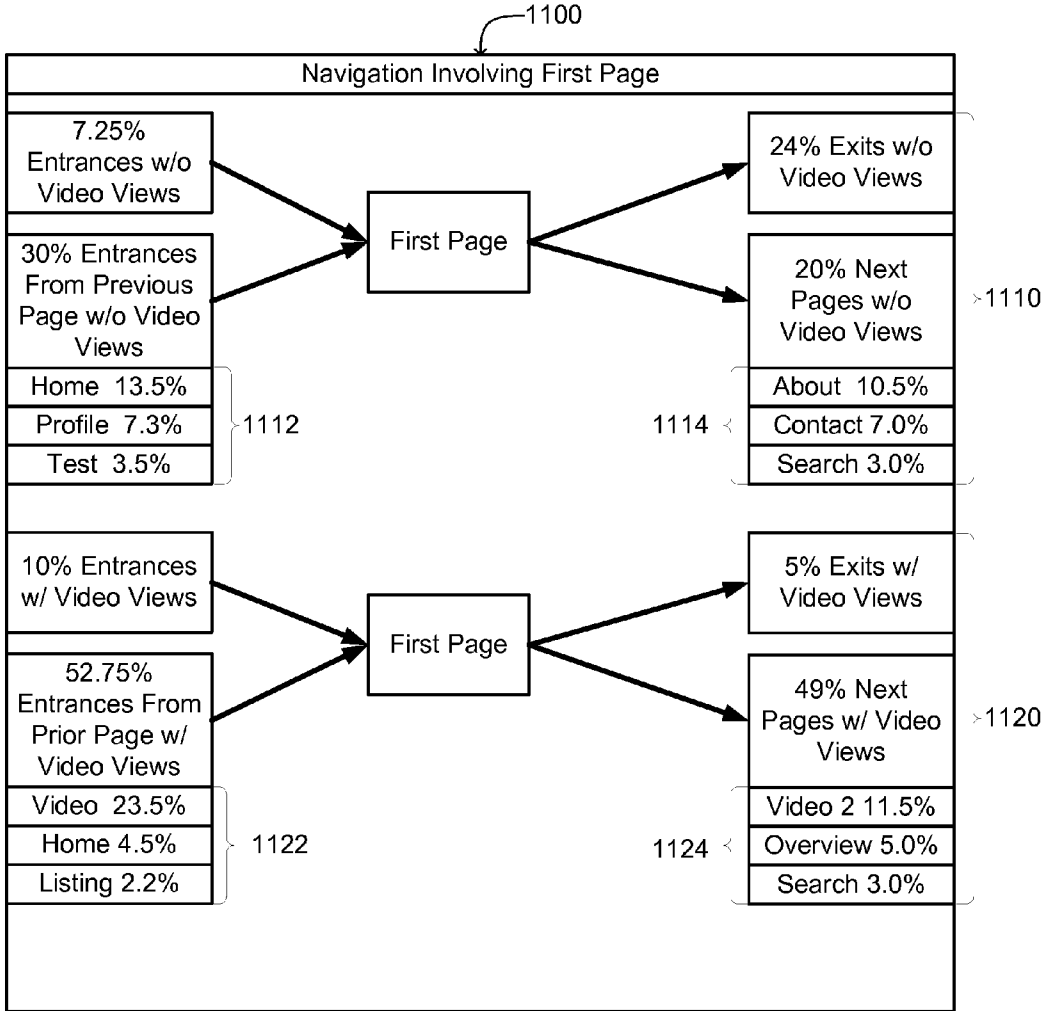 1100
Navigation Involving First Page
7.25%
Entrances w/o
Video Views
24% Exits w/o
Video Views
First Page
30% Entrances
From Previous
Page w/o Video
Views
20% Next
Pages w/o
Video Views
1110
Home 13.5%
Profile 7.3%
Test 3.5%
1112
1114
About 10.5%
Contact 7.0%
Search 3.0%
10% Entrances
w/ Video Views
5% Exits w/
Video Views
First Page
52.75%
Entrances From
Prior Page w/
Video Views
49% Next
Pages w/ Video
Views
1120
Video 23.5%
Home 4.5%
Listing 2.2%
1122
1124
Video 2 11.5%
Overview 5.0%
Search 3.0%